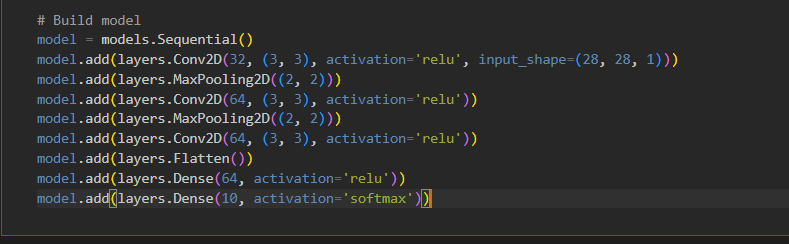 # Build model
model = models.Sequential()
model.add(layers.Conv2D(32, (3, 3), activation='relu', input_shape=(28, 28, 1)))
model.add(layers.MaxPooling2D((2, 2)))
model.add(layers.Conv2D(64, (3, 3), activation='relu'))
model.add(layers.MaxPooling2D((2, 2)))
model.add(layers.Conv2D(64, (3, 3), activation='relu'))
model.add(layers.Flatten())
model.add(layers.Dense(64, activation='relu'))
model.add(layers.Dense(10, activation='softmax'))